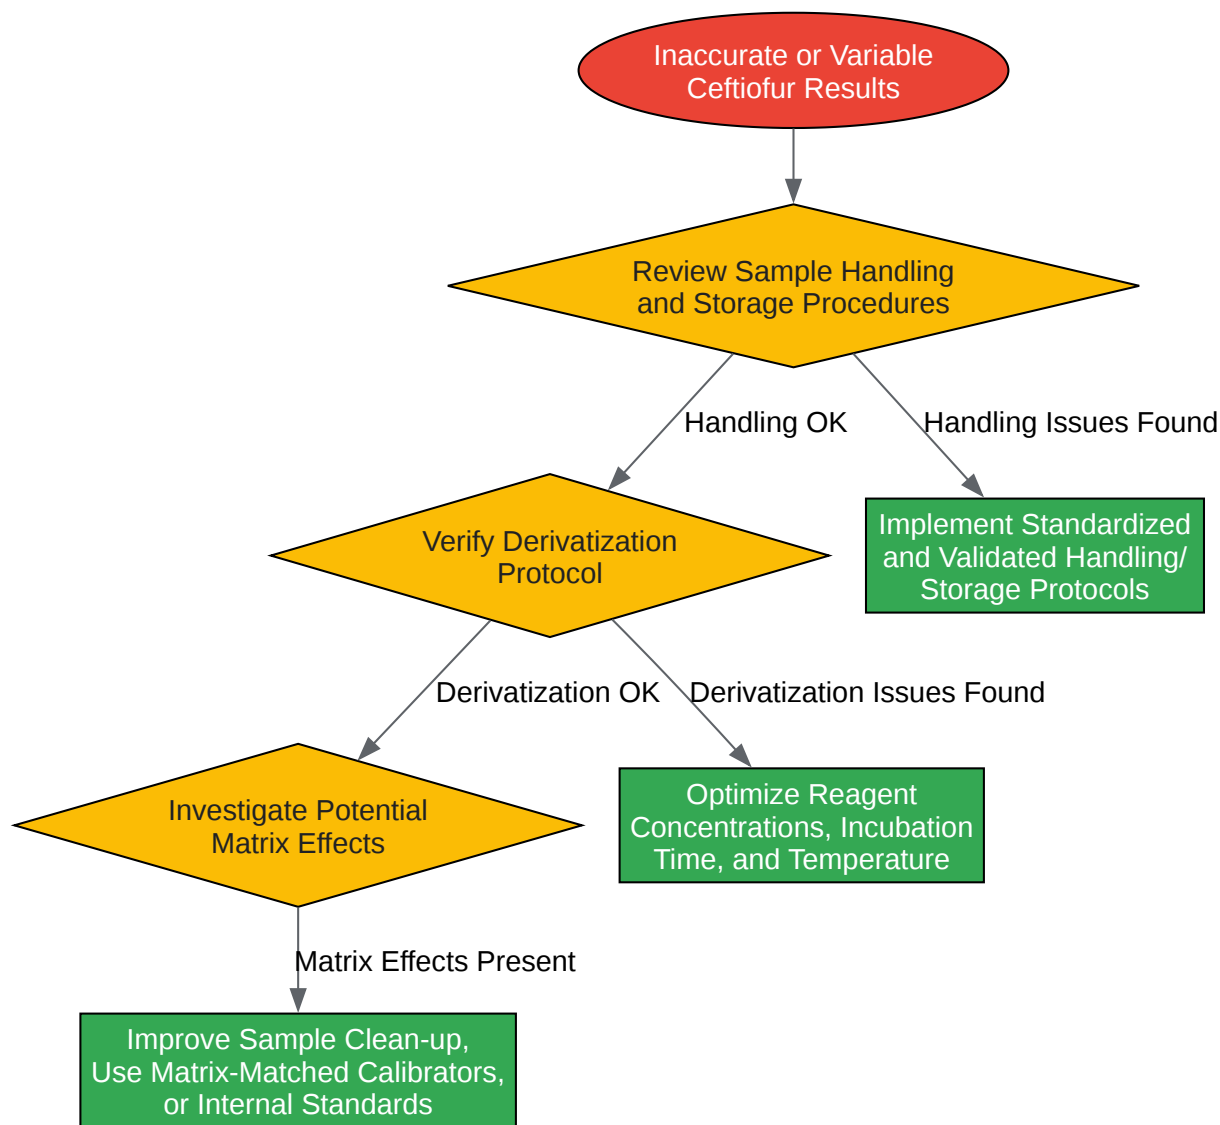 Inaccurate or Variable
Ceftiofur Results
Review Sample Handling
and Storage Procedures
Handling OK
Handling Issues Found
Implement Standardized
and Validated Handling/
Storage Protocols
Verify Derivatization
Protocol
Derivatization OK
Derivatization Issues Found
Optimize Reagent
Concentrations, Incubation
Time, and Temperature
Investigate Potential
Matrix Effects
Matrix Effects Present
Improve Sample Clean-up,
Use Matrix-Matched Calibrators,
or Internal Standards